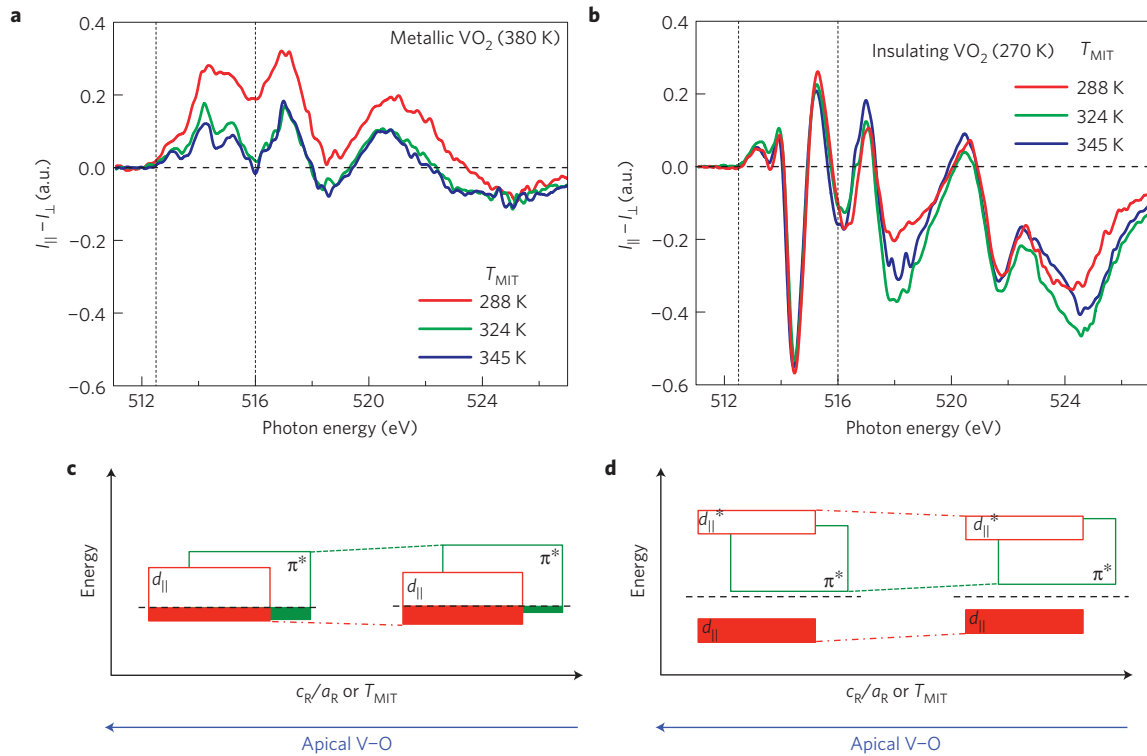 a
0.4
0.2
0.0
−0.2
−0.4
−0.6
I|| − I⊥ (a.u.)
Metallic VO2 (380 K)
TMIT
288 K
324 K
345 K
512
516
520
524
Photon energy (eV)
b
0.4
0.2
0.0
−0.2
−0.4
−0.6
I|| − I⊥ (a.u.)
Insulating VO2 (270 K)
TMIT
288 K
324 K
345 K
512
516
520
524
Photon energy (eV)
c
Energy
d||
π*
d||
π*
cR/aR or TMIT
Apical V–O
d
Energy
d||*
π*
d||
d||*
π*
d||
cR/aR or TMIT
Apical V–O